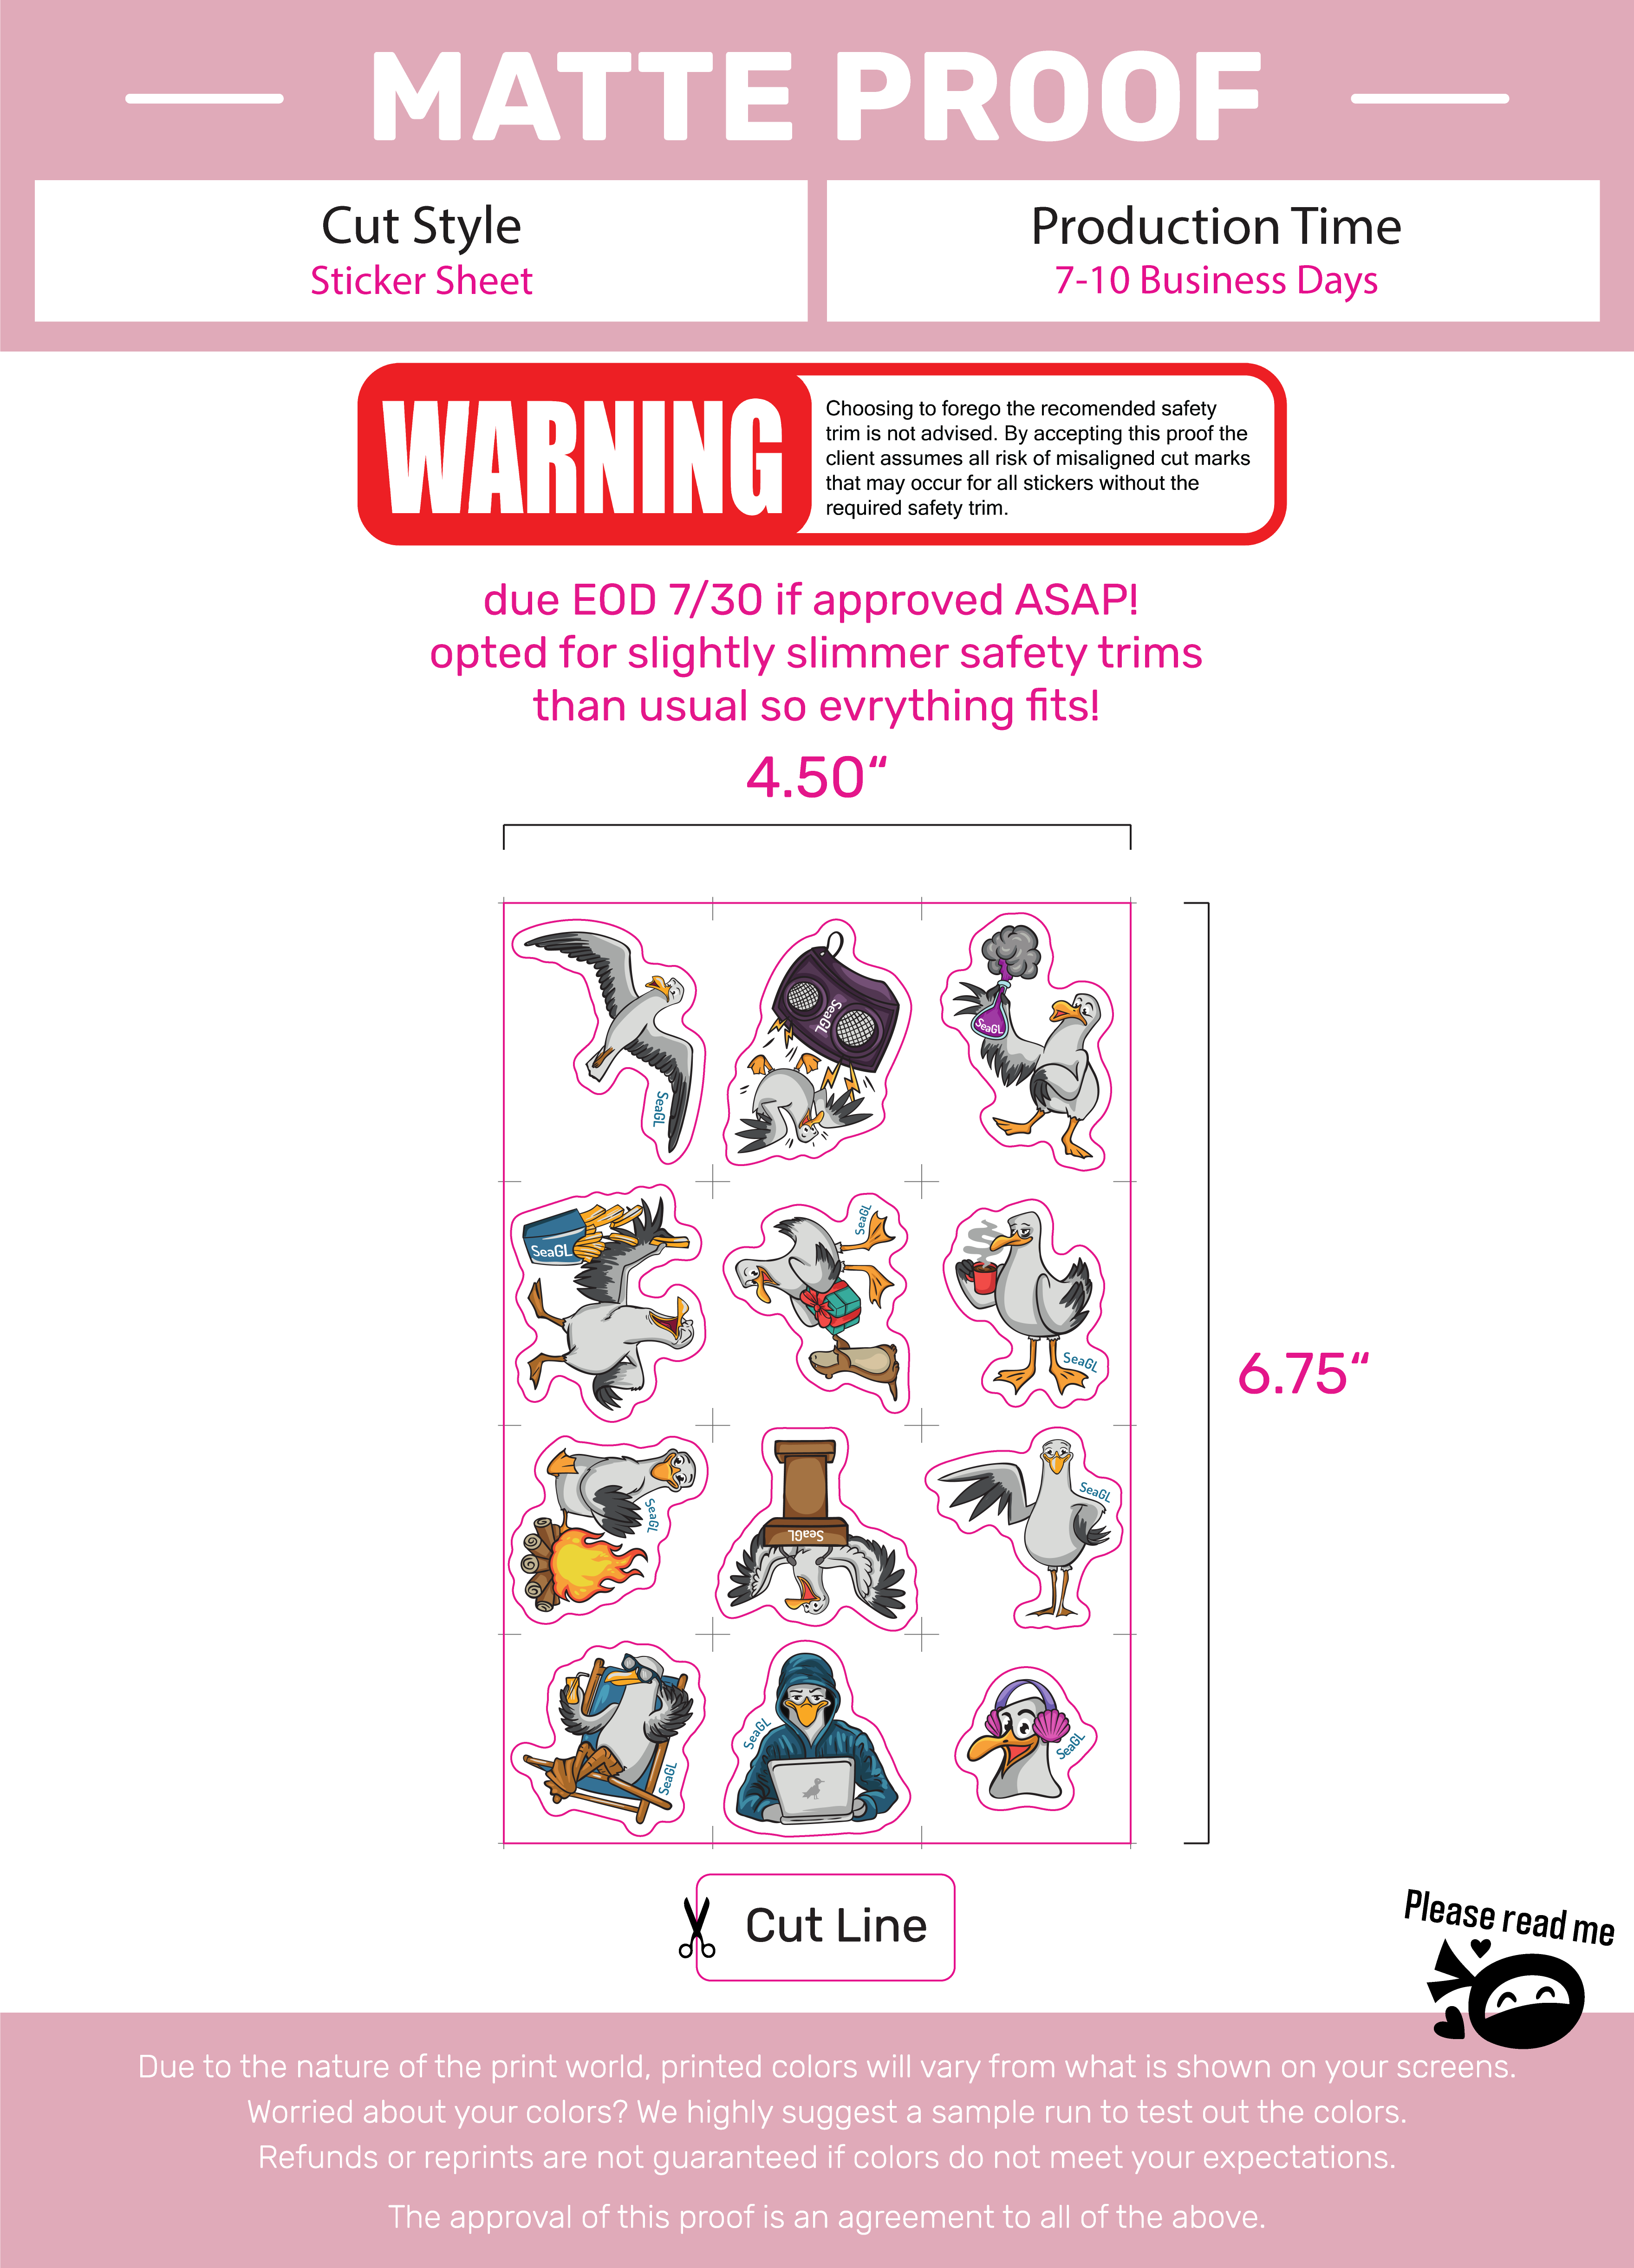 MATTE PROOF
Cut Style
Sticker Sheet
Production Time
7-10 Business Days
WARNING
Choosing to forego the recomended safety
trim is not advised. By accepting this proof the
client assumes all risk of misaligned cut marks
that may occur for all stickers without the
required safety trim.
due EOD 7/30 if approved ASAP!
opted for slightly slimmer safety trims
than usual so evrything fits!
4.50“
SeaGL
SeaGL
SeaGL
SeaGL
SeaGL
SeaGL
6.75“
SeaGL
SeaGL
SeaGL
SeaGL
SeaGL
SeaGL
Cut Line
Please read me
Due to the nature of the print world, printed colors will vary from what is shown on your screens.
Worried about your colors? We highly suggest a sample run to test out the colors.
Refunds or reprints are not guaranteed if colors do not meet your expectations.
The approval of this proof is an agreement to all of the above.